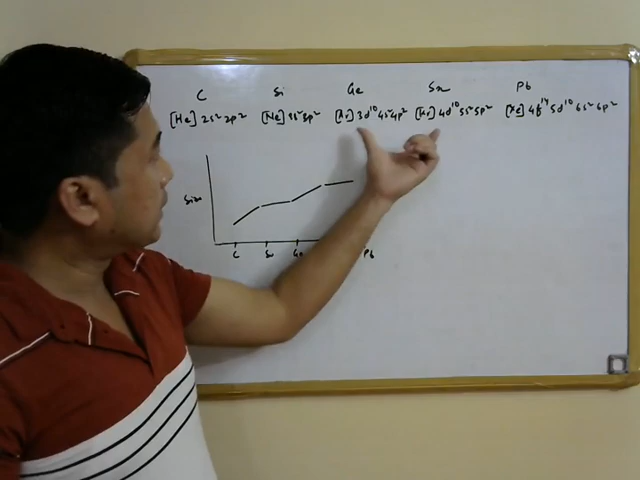 C Si Ge Sn Pb
[He] 2s² 2p² [Ne] 3s² 3p² [Ar] 3d¹⁰ 4s² 4p² [Kr] 4d¹⁰ 5s² 5p² [Xe] 4f¹⁴ 5d¹⁰ 6s² 6p²
Size
C Si Ge Pb